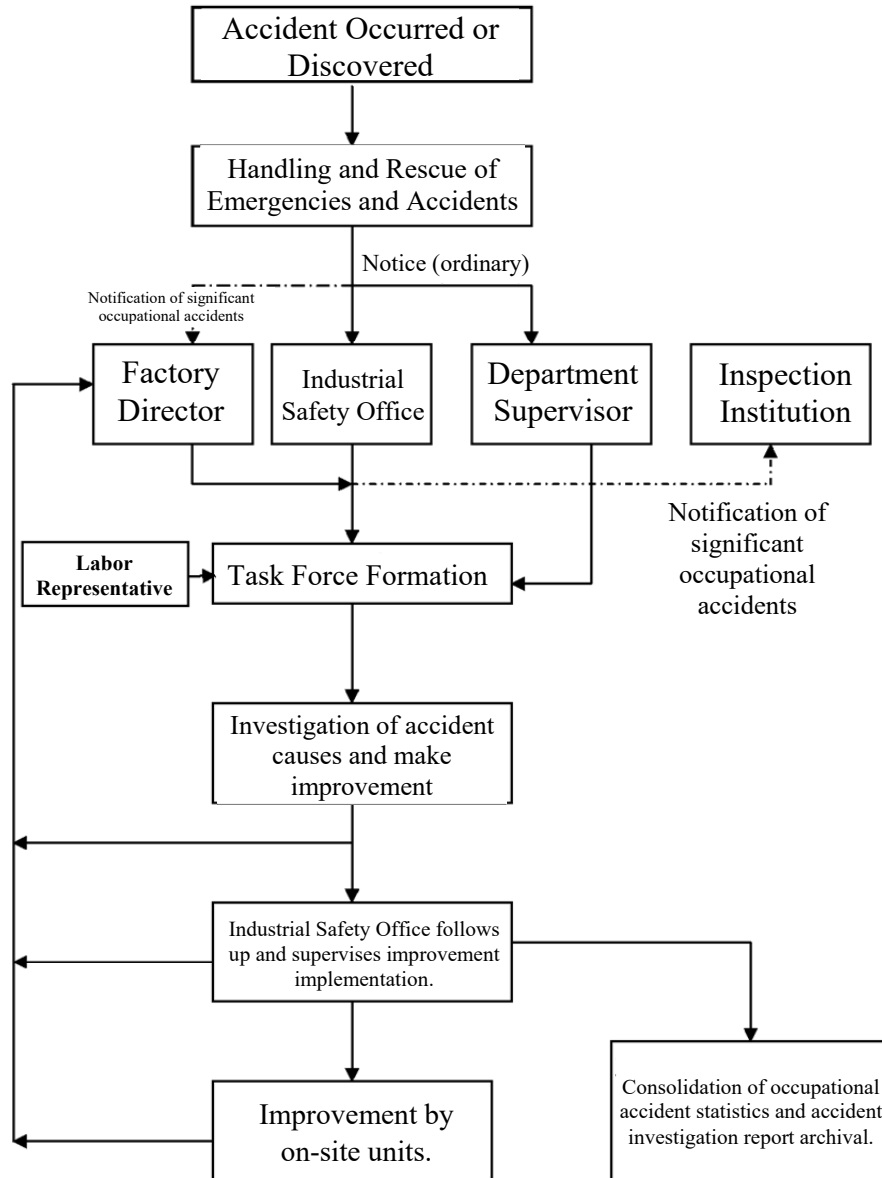 Accident Occurred or
Discovered
Handling and Rescue of
Emergencies and Accidents
Notice (ordinary)
Notification of significant
occupational accidents
Factory
Director
Industrial
Safety Office
Department
Supervisor
Inspection
Institution
Notification of
significant
occupational
accidents
Labor
Representative
Task Force Formation
Investigation of accident
causes and make
improvement
Industrial Safety Office follows
up and supervises improvement
implementation.
Improvement by
on-site units.
Consolidation of occupational
accident statistics and accident
investigation report archival.